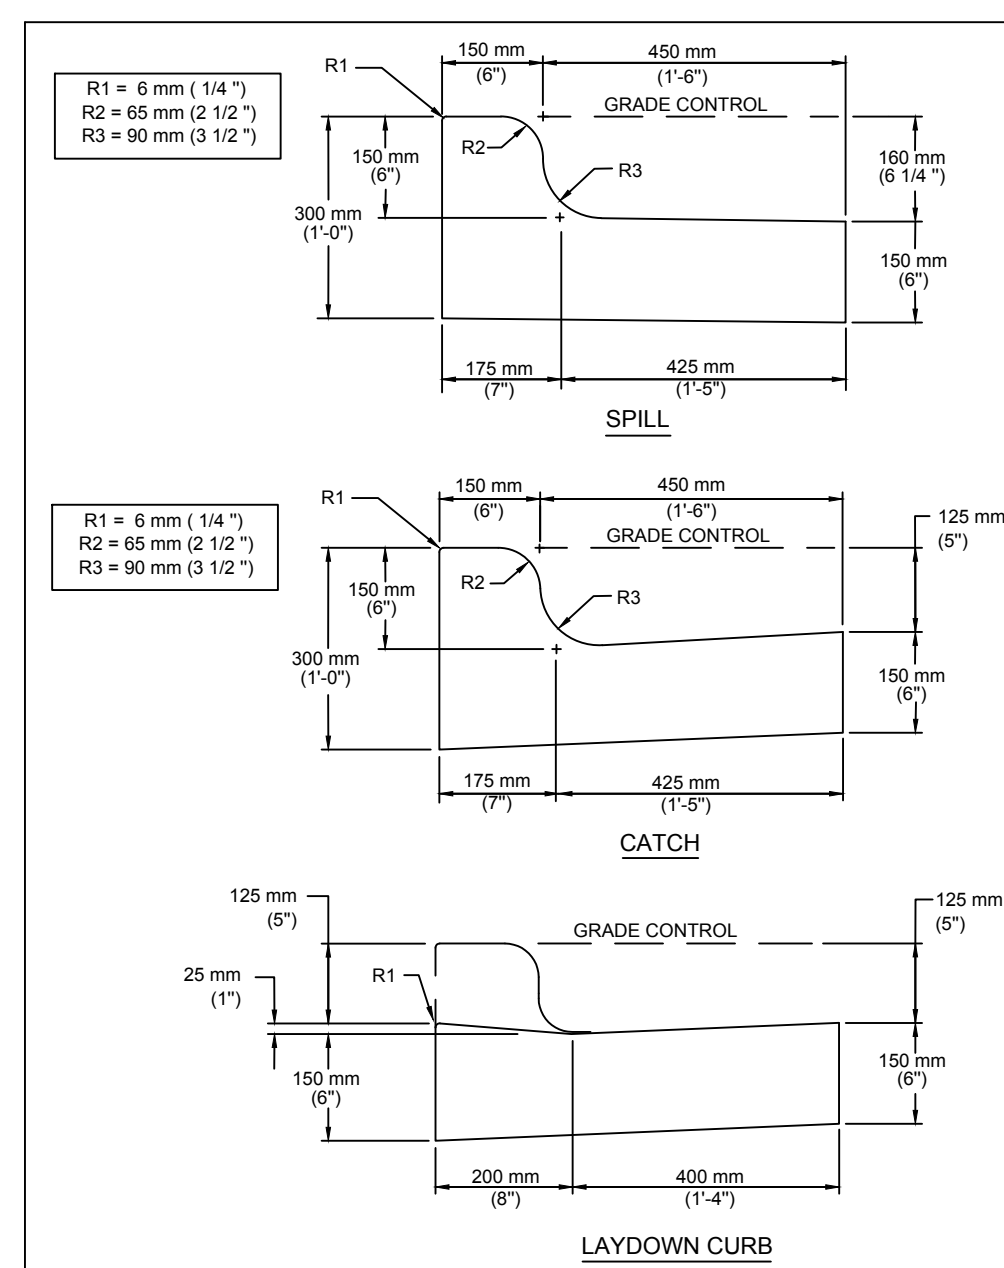 R1 = 6 mm ( 1/4 ")
R2 = 65 mm (2 1/2 ")
R3 = 90 mm (3 1/2 ")
150 mm
(6")
450 mm
(1'-6")
R1
GRADE CONTROL
R2
R3
150 mm
(6")
160 mm
(6 1/4 ")
300 mm
(1'-0")
150 mm
(6")
175 mm
(7")
425 mm
(1'-5")
SPILL
R1 = 6 mm ( 1/4 ")
R2 = 65 mm (2 1/2 ")
R3 = 90 mm (3 1/2 ")
150 mm
(6")
450 mm
(1'-6")
R1
GRADE CONTROL
125 mm
(5")
R2
R3
150 mm
(6")
300 mm
(1'-0")
150 mm
(6")
175 mm
(7")
425 mm
(1'-5")
CATCH
125 mm
(5")
GRADE CONTROL
125 mm
(5")
25 mm
(1")
R1
150 mm
(6")
150 mm
(6")
200 mm
(8")
400 mm
(1'-4")
LAYDOWN CURB